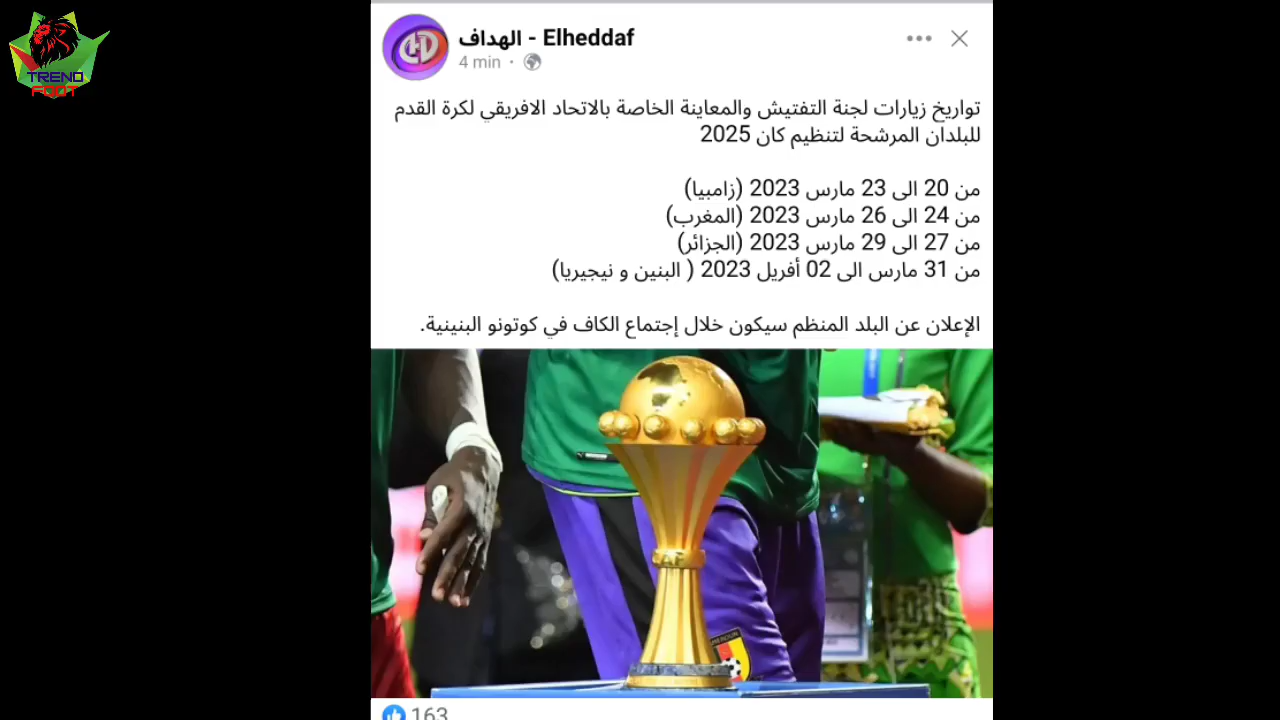 TREND
FOOT
الهداف - Elheddaf
4 min ·
تواريخ زيارات لجنة التفتيش والمعاينة الخاصة بالاتحاد الافريقي لكرة القدم
للبلدان المرشحة لتنظيم كان 2025
من 20 الى 23 مارس 2023 (زامبيا)
من 24 الى 26 مارس 2023 (المغرب)
من 27 الى 29 مارس 2023 (الجزائر)
من 31 مارس الى 02 أفريل 2023 ( البنين و نيجيريا)
الإعلان عن البلد المنظم سيكون خلال إجتماع الكاف في كوتونو البنينية.
163